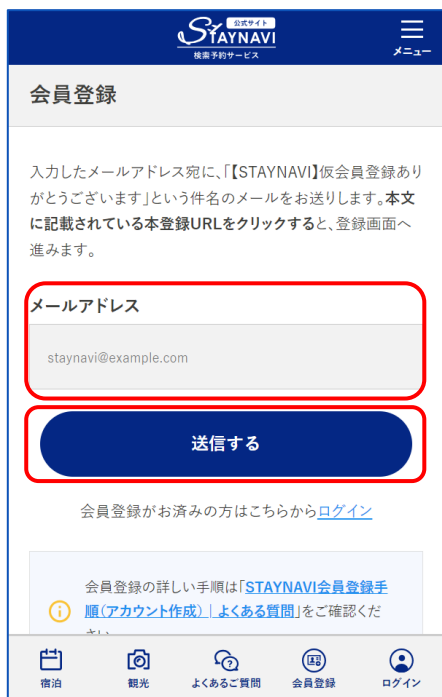 公式サイト
STAYNAVI
検索予約サービス
メニュー
会員登録
入力したメールアドレス宛に、「【STAYNAVI】仮会員登録あり
がとうございます」という件名のメールをお送りします。本文
に記載されている本登録URLをクリックすると、登録画面へ
進みます。
メールアドレス
staynavi@example.com
送信する
会員登録がお済みの方はこちらからログイン
会員登録の詳しい手順は「STAYNAVI会員登録手
順(アカウント作成)｜よくある質問」をご確認くだ
さい
宿泊
観光
よくあるご質問
会員登録
ログイン